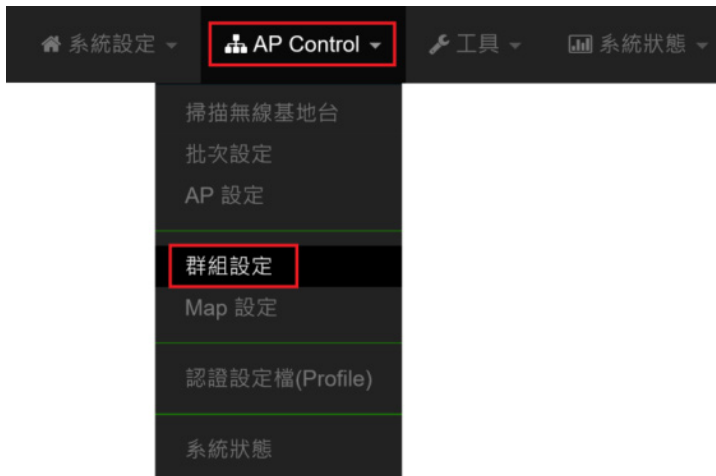 系統設定 AP Control 工具 系統狀態
掃描無線基地台
批次設定
AP 設定
群組設定
Map 設定
認證設定檔(Profile)
系統狀態